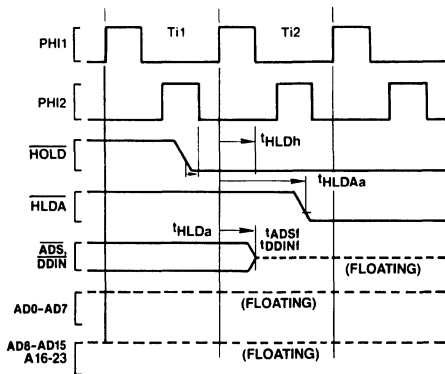 Ti1 Ti2
PHI1
PHI2
HOLD
tHLDh
tHLDAa
HLDA
tHLDa
tADSf
tDDINf
ADS,
DDIN
(FLOATING)
AD0-AD7
(FLOATING)
AD8-AD15
A16-23
(FLOATING)